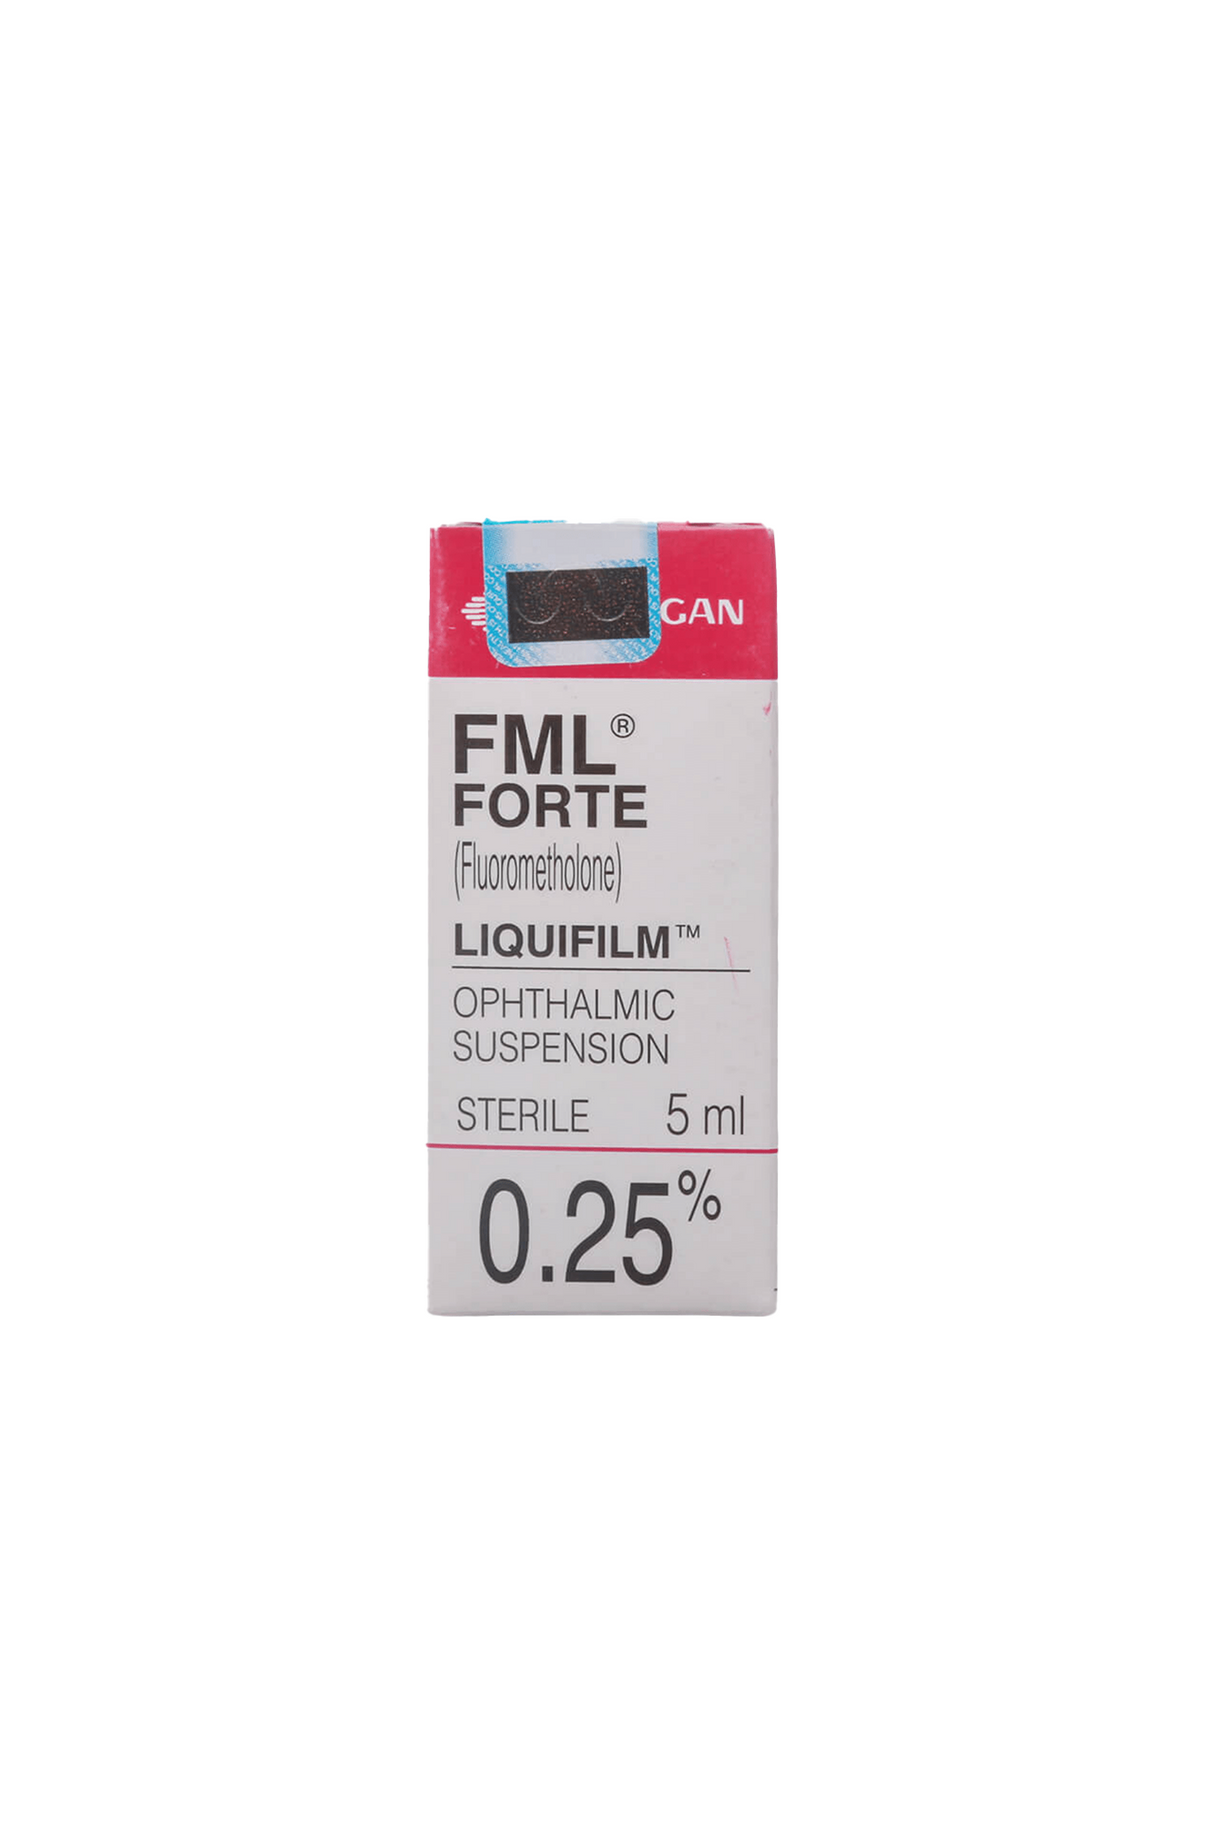 GAN
FML®
FORTE
(Fluorometholone)
LIQUIFILM™
OPHTHALMIC
SUSPENSION
STERILE 5 ml
0.25%